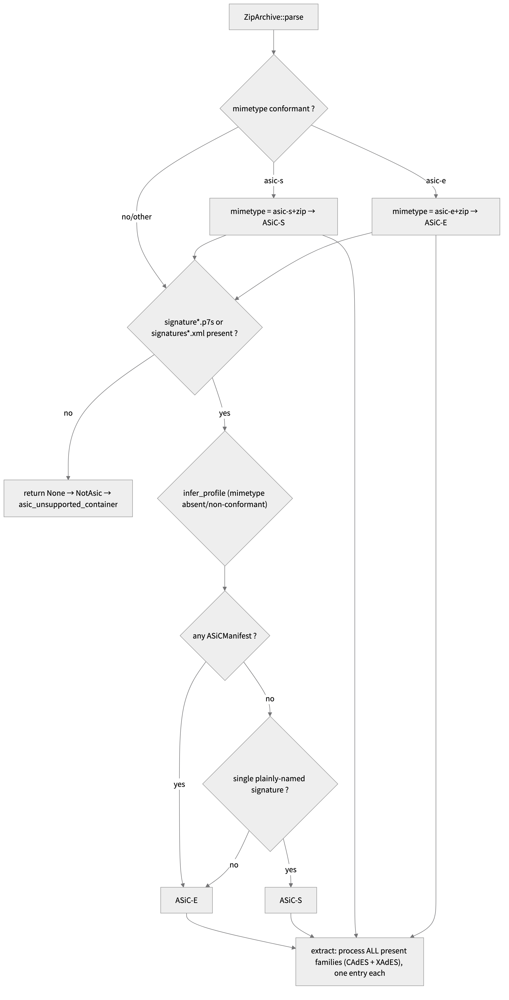 ZipArchive::parse
mimetype conformant ?
asic-s
asic-e
no/other
mimetype = asic-s+zip →
ASiC-S
mimetype = asic-e+zip →
ASiC-E
signature*.p7s or
signatures*.xml present ?
no
yes
return None → NotAsic →
asic_unsupported_container
infer_profile (mimetype
absent/non-conformant)
any ASiCManifest ?
no
yes
single plainly-named
signature ?
no
yes
ASiC-E
ASiC-S
extract: process ALL present
families (CAdES + XAdES),
one entry each